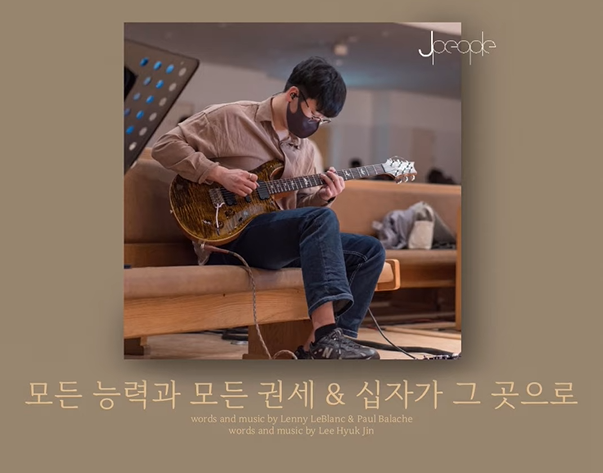 Jpeople
모든 능력과 모든 권세 & 십자가 그 곳으로
words and music by Lenny LeBlanc & Paul Balache
words and music by Lee Hyuk Jin